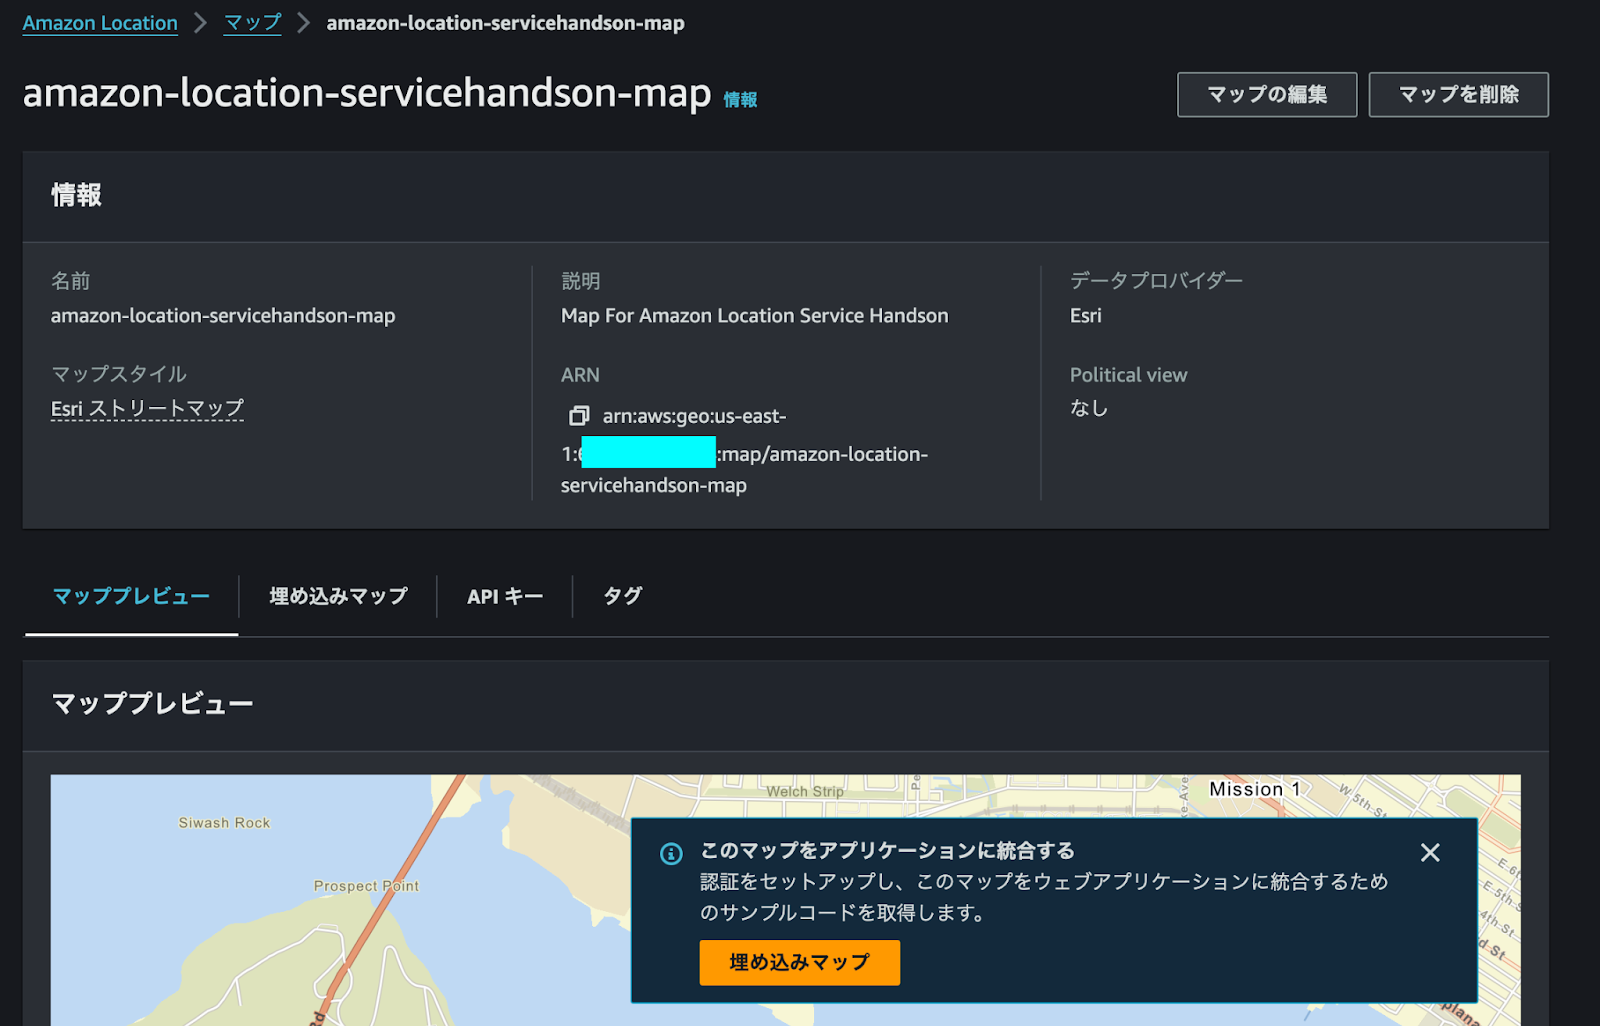 Amazon Location > マップ > amazon-location-servicehandson-map
amazon-location-servicehandson-map 情報
マップの編集
マップを削除
情報
名前
amazon-location-servicehandson-map
マップスタイル
Esri ストリートマップ
説明
Map For Amazon Location Service Handson
ARN
arn:aws:geo:us-east-
1:6 :map/amazon-location-
servicehandson-map
データプロバイダー
Esri
Political view
なし
マッププレビュー
埋め込みマップ
API キー
タグ
マッププレビュー
Siwash Rock
Prospect Point
Welch Strip
Mission 1
W 5th St
このマップをアプリケーションに統合する
認証をセットアップし、このマップをウェブアプリケーションに統合するため
のサンプルコードを取得します。
埋め込みマップ
E 5th St
4th St